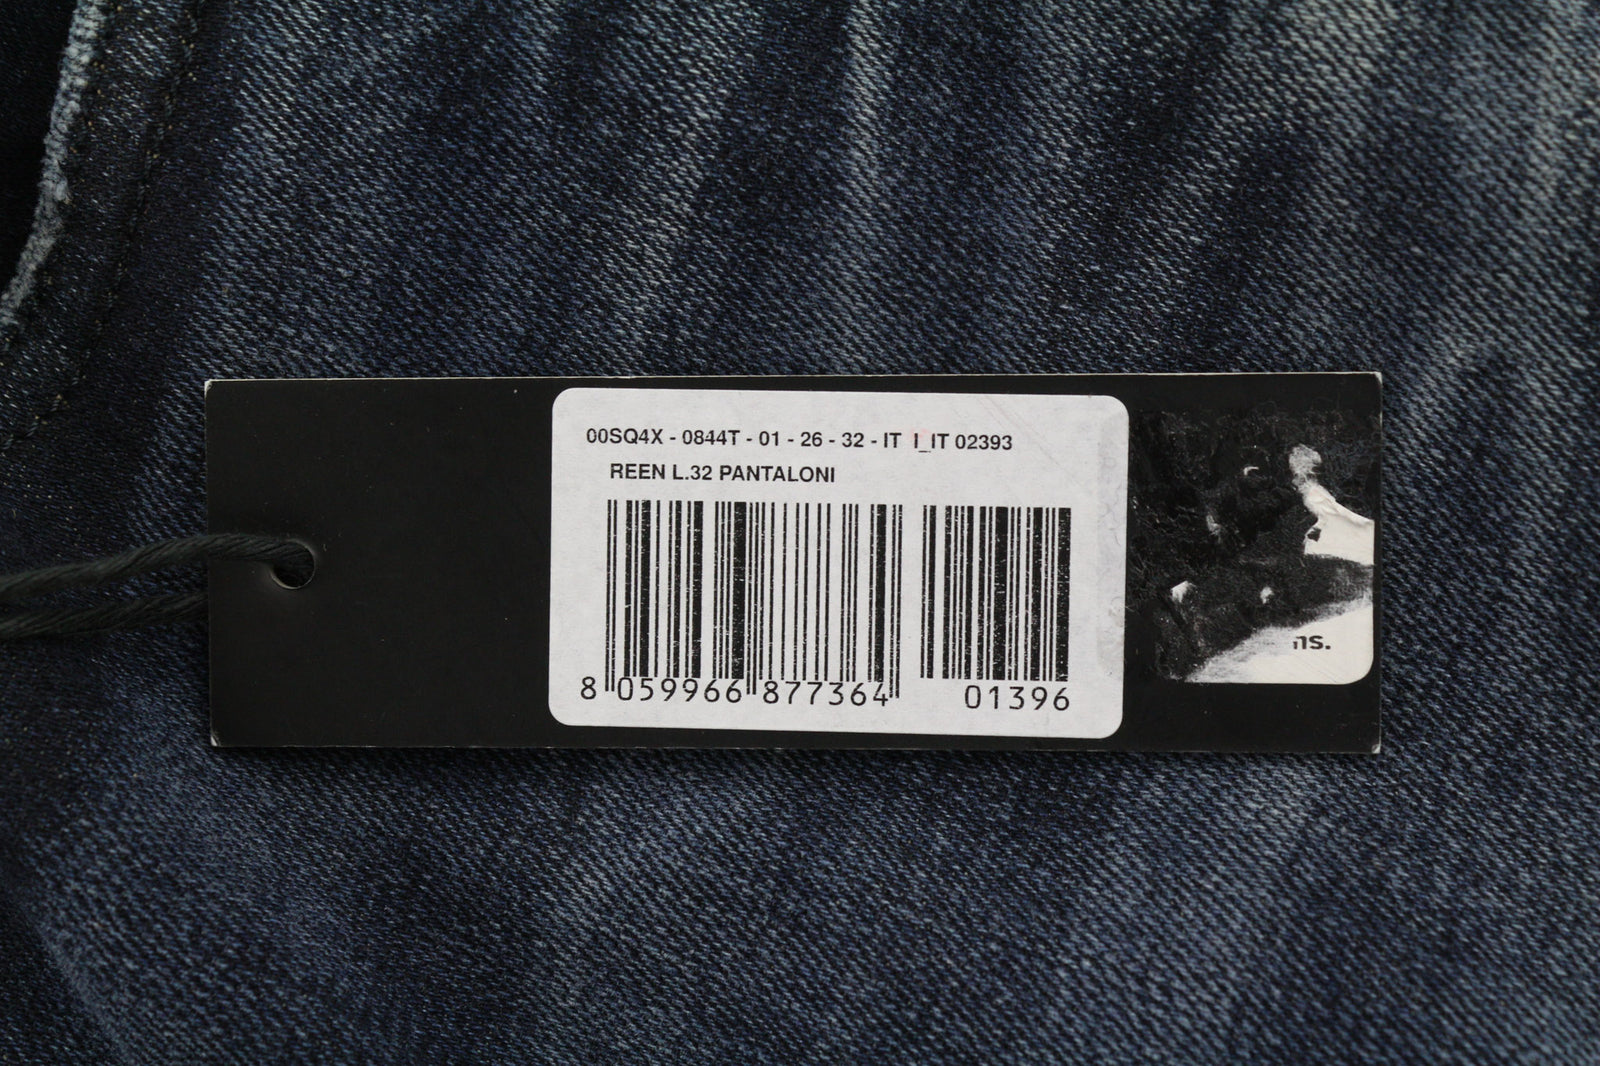 00SQ4X - 0844T - 01 - 26 - 32 - IT I_IT 02393
REEN L.32 PANTALONI
8 059966 877364 01396
ns.